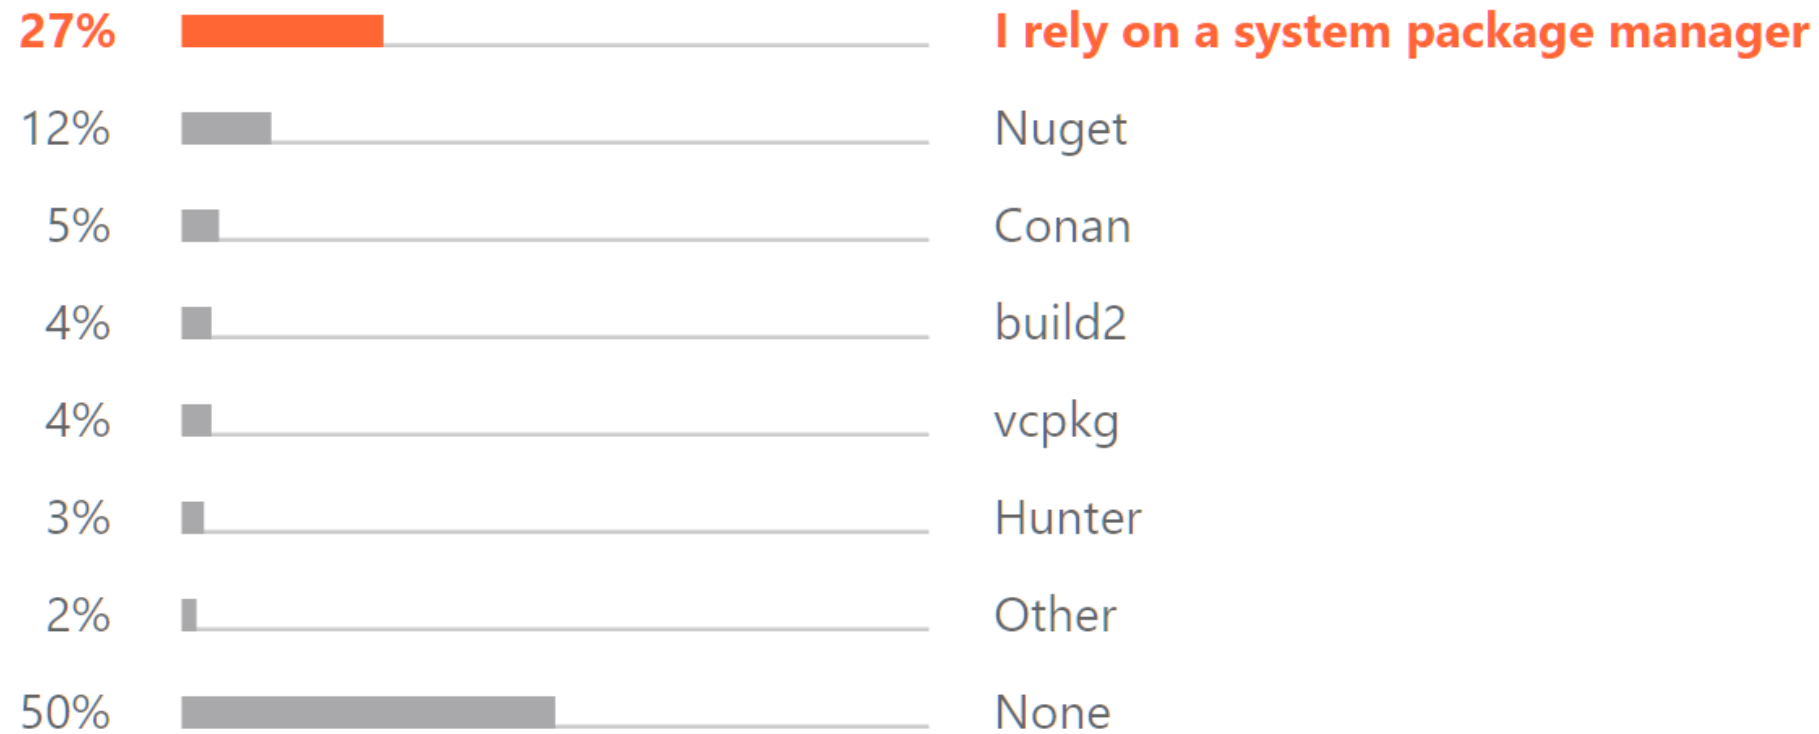 27% I rely on a system package manager
12% Nuget
5% Conan
4% build2
4% vcpkg
3% Hunter
2% Other
50% None